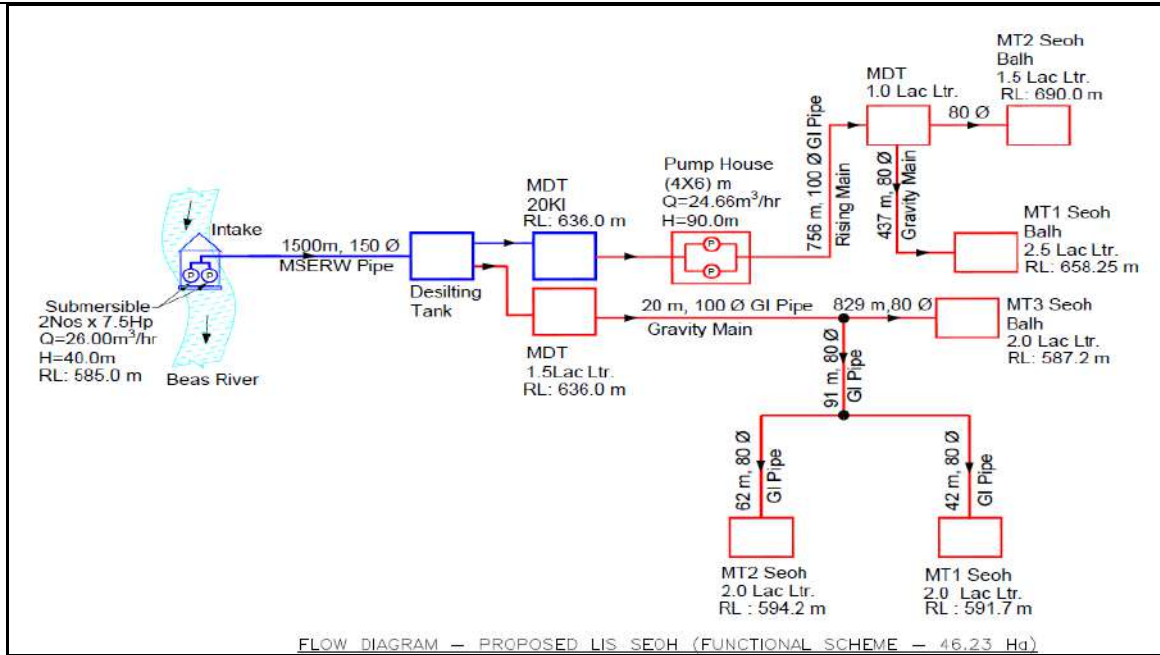 Intake
P P
Submersible
2Nos x 7.5Hp
Q=26.00m³/hr
H=40.0m
RL: 585.0 m
Beas River
1500m, 150 Ø
MSERW Pipe
Desilting
Tank
MDT
20Kl
RL: 636.0 m
MDT
1.5Lac Ltr.
RL: 636.0 m
Pump House
(4X6) m
Q=24.66m³/hr
H=90.0m
P
P
756 m, 100 Ø GI Pipe
Rising Main
MDT
1.0 Lac Ltr.
80 Ø
MT2 Seoh
Balh
1.5 Lac Ltr.
RL: 690.0 m
437 m, 80 Ø
Gravity Main
MT1 Seoh
Balh
2.5 Lac Ltr.
RL: 658.25 m
20 m, 100 Ø GI Pipe
Gravity Main
829 m,80 Ø
MT3 Seoh
Balh
2.0 Lac Ltr.
RL: 587.2 m
91 m, 80 Ø
GI Pipe
62 m, 80 Ø
GI Pipe
42 m, 80 Ø
GI Pipe
MT2 Seoh
2.0 Lac Ltr.
RL : 594.2 m
MT1 Seoh
2.0 Lac Ltr.
RL : 591.7 m
FLOW DIAGRAM – PROPOSED LIS SEOH (FUNCTIONAL SCHEME – 46.23 Ha)